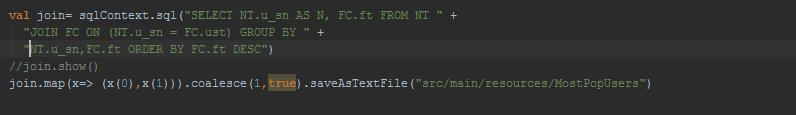 val join= sqlContext.sql("SELECT NT.u_sn AS N, FC.ft FROM NT " +
"JOIN FC ON (NT.u_sn = FC.ust) GROUP BY " +
"NT.u_sn,FC.ft ORDER BY FC.ft DESC")
//join.show()
join.map(x=> (x(0),x(1))).coalesce(1,true).saveAsTextFile("src/main/resources/MostPopUsers")